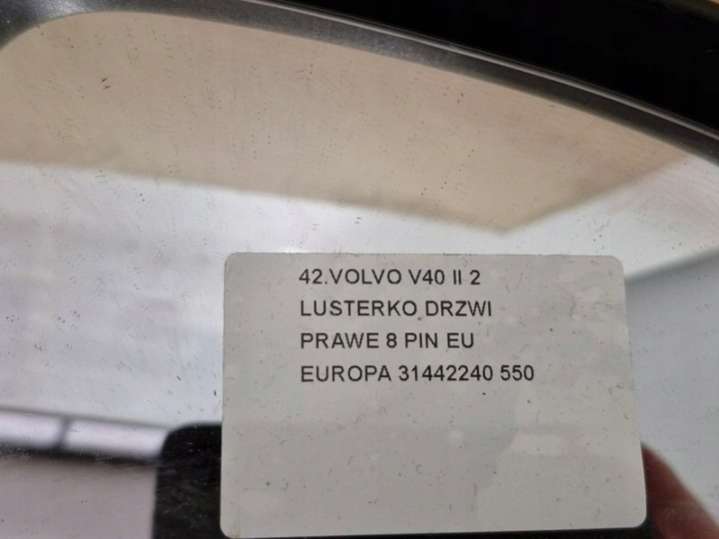 42.VOLVO V40 II 2
LUSTERKO DRZWI
PRAWE 8 PIN EU
EUROPA 31442240 550